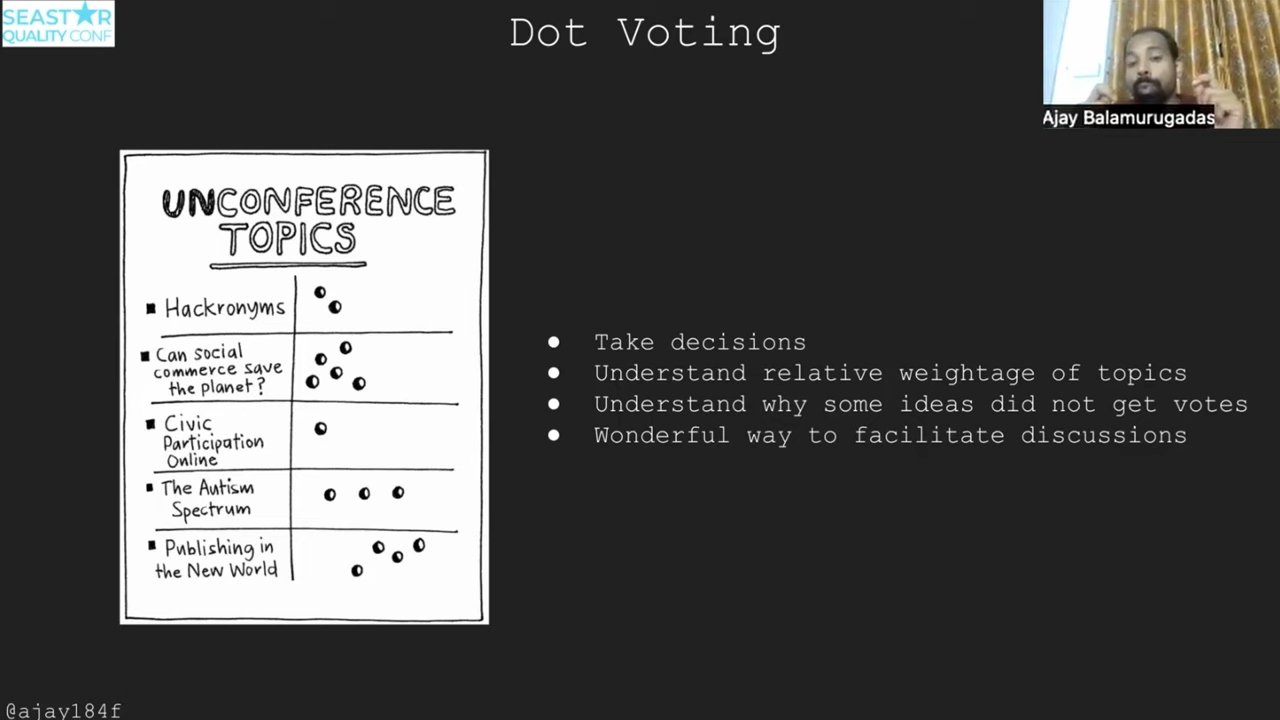 SEASTAR
QUALITY CONF
Dot Voting
Ajay Balamurugadas
UNCONFERENCE
TOPICS
Hackronyms
Can social
commerce save
the planet?
Civic
Participation
Online
The Autism
Spectrum
Publishing in
the New World
Take decisions
Understand relative weightage of topics
Understand why some ideas did not get votes
Wonderful way to facilitate discussions
@ajay184f